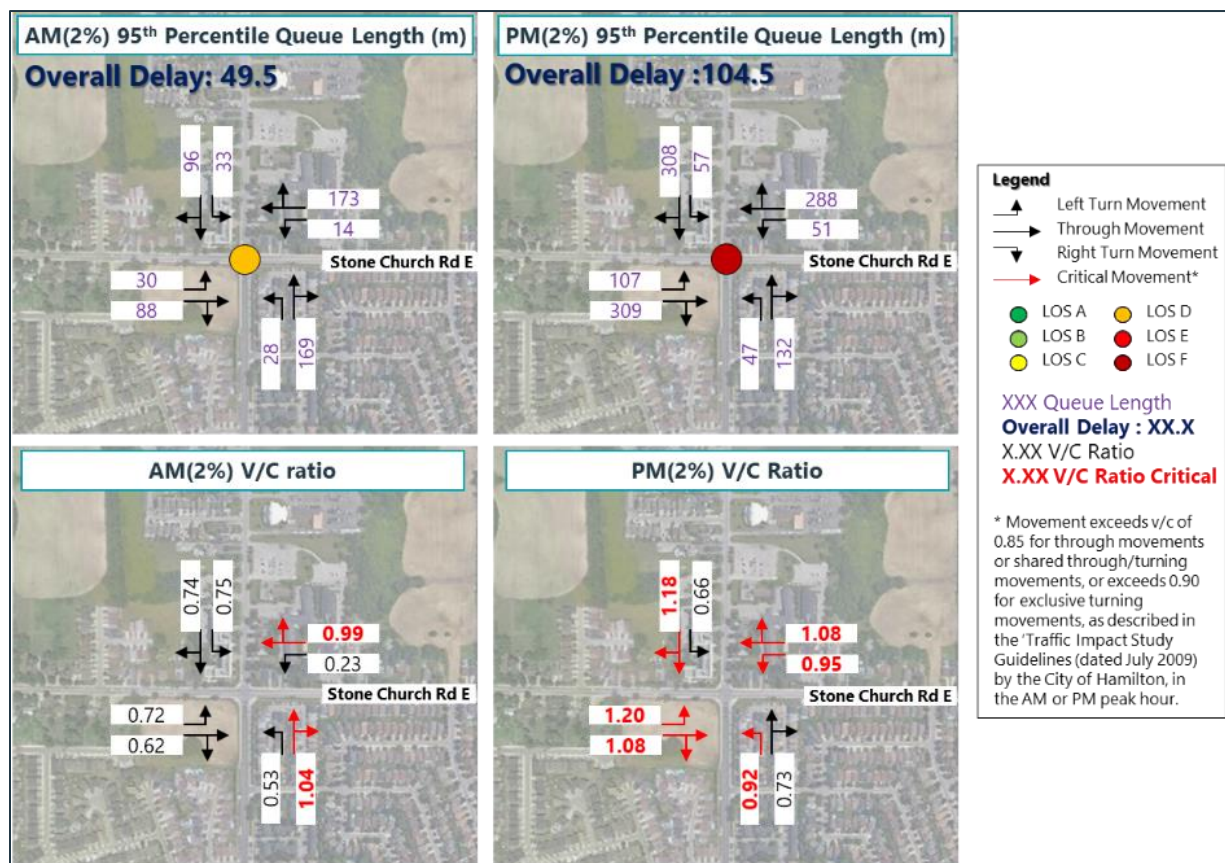 AM(2%) 95th Percentile Queue Length (m)
Overall Delay: 49.5
96
33
173
14
Stone Church Rd E
30
88
28
169
PM(2%) 95th Percentile Queue Length (m)
Overall Delay :104.5
308
57
288
51
Stone Church Rd E
107
309
47
132
AM(2%) V/C ratio
0.74
0.75
0.99
0.23
Stone Church Rd E
0.72
0.62
0.53
1.04
PM(2%) V/C Ratio
1.18
0.66
1.08
0.95
Stone Church Rd E
1.20
1.08
0.92
0.73
Legend
Left Turn Movement
Through Movement
Right Turn Movement
Critical Movement*
LOS A
LOS D
LOS B
LOS E
LOS C
LOS F
XXX Queue Length
Overall Delay : XX.X
X.XX V/C Ratio
X.XX V/C Ratio Critical
* Movement exceeds v/c of
0.85 for through movements
or shared through/turning
movements, or exceeds 0.90
for exclusive turning
movements, as described in
the 'Traffic Impact Study
Guidelines (dated July 2009)
by the City of Hamilton, in
the AM or PM peak hour.